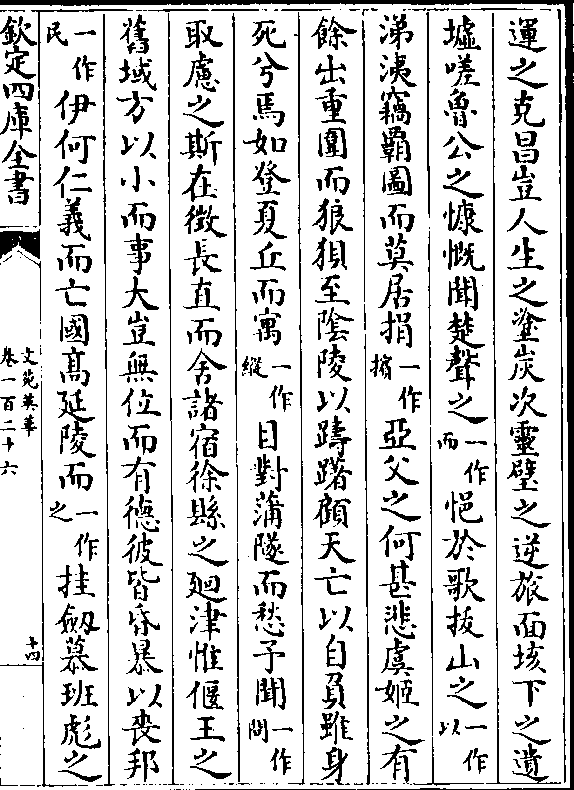 運之克昌豈人生之塗炭次靈壁之逆旅面垓下之遺
墟嗟魯公之慷慨聞楚聲之一作而悒於歌拔山之一作以
涕洟竊霸圖而莫居捐一作擯亞父之何甚悲虞姬之有
餘出重圍而狼狽至陰陵以躊躇顧天亡以自負雖身
死兮焉如登夏丘而寓一作縱目對蒲隧而愁予聞一作問
取慮之斯在徵長直而舍諸宿徐縣之廻津惟偃王之
舊域方以小而事大豈無位而有徳彼皆昏暴以喪邦
一作民伊何仁義而亡國髙延陵而一作之挂劒慕班彪之
欽定四庫全書
文苑英華
卷一百二十六
十四